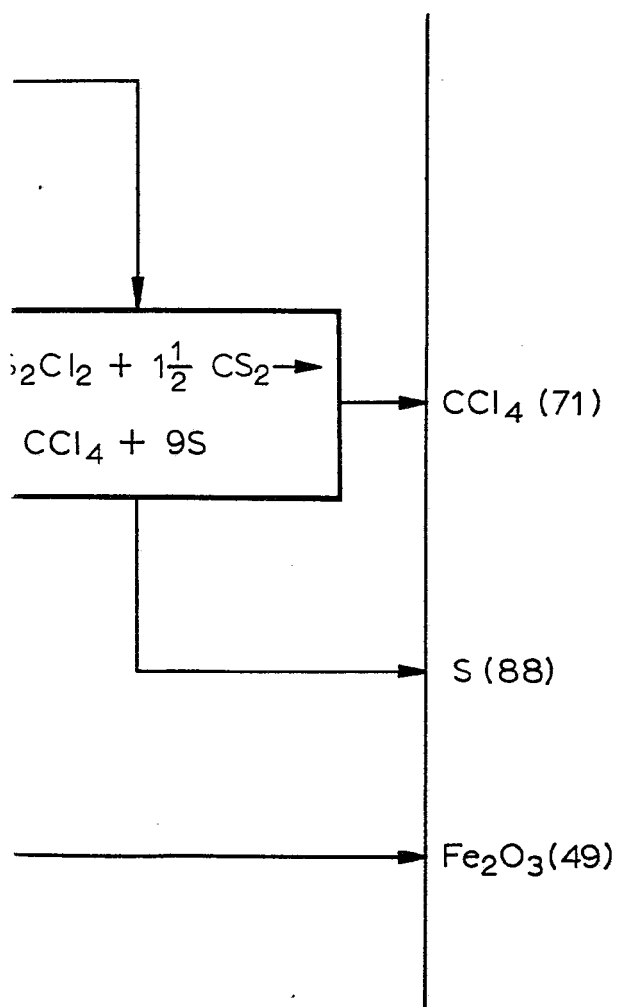 ₂Cl₂ + 1½ CS₂→
CCl₄ + 9S
CCl₄ (71)
S (88)
Fe₂O₃(49)